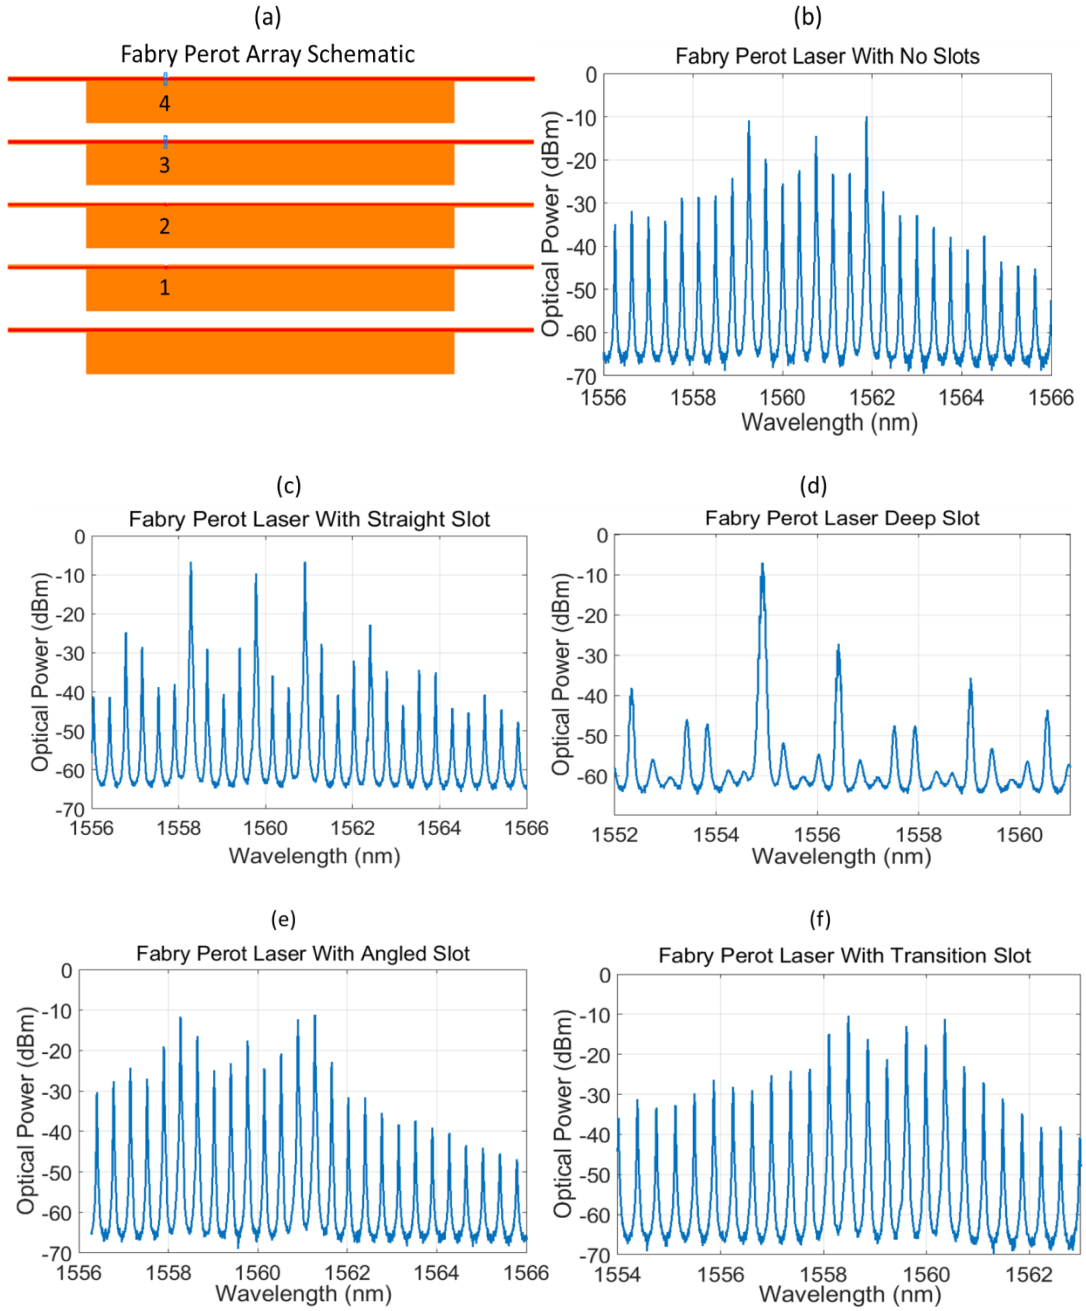 (a)
Fabry Perot Array Schematic
4
3
2
1
(b)
Fabry Perot Laser With No Slots
Optical Power (dBm)
0
-10
-20
-30
-40
-50
-60
-70
1556 1558 1560 1562 1564 1566
Wavelength (nm)
(c)
Fabry Perot Laser With Straight Slot
Optical Power (dBm)
0
-10
-20
-30
-40
-50
-60
-70
1556 1558 1560 1562 1564 1566
Wavelength (nm)
(d)
Fabry Perot Laser Deep Slot
Optical Power (dBm)
0
-10
-20
-30
-40
-50
-60
1552 1554 1556 1558 1560
Wavelength (nm)
(e)
Fabry Perot Laser With Angled Slot
Optical Power (dBm)
0
-10
-20
-30
-40
-50
-60
-70
1556 1558 1560 1562 1564 1566
Wavelength (nm)
(f)
Fabry Perot Laser With Transition Slot
Optical Power (dBm)
0
-10
-20
-30
-40
-50
-60
-70
1554 1556 1558 1560 1562
Wavelength (nm)